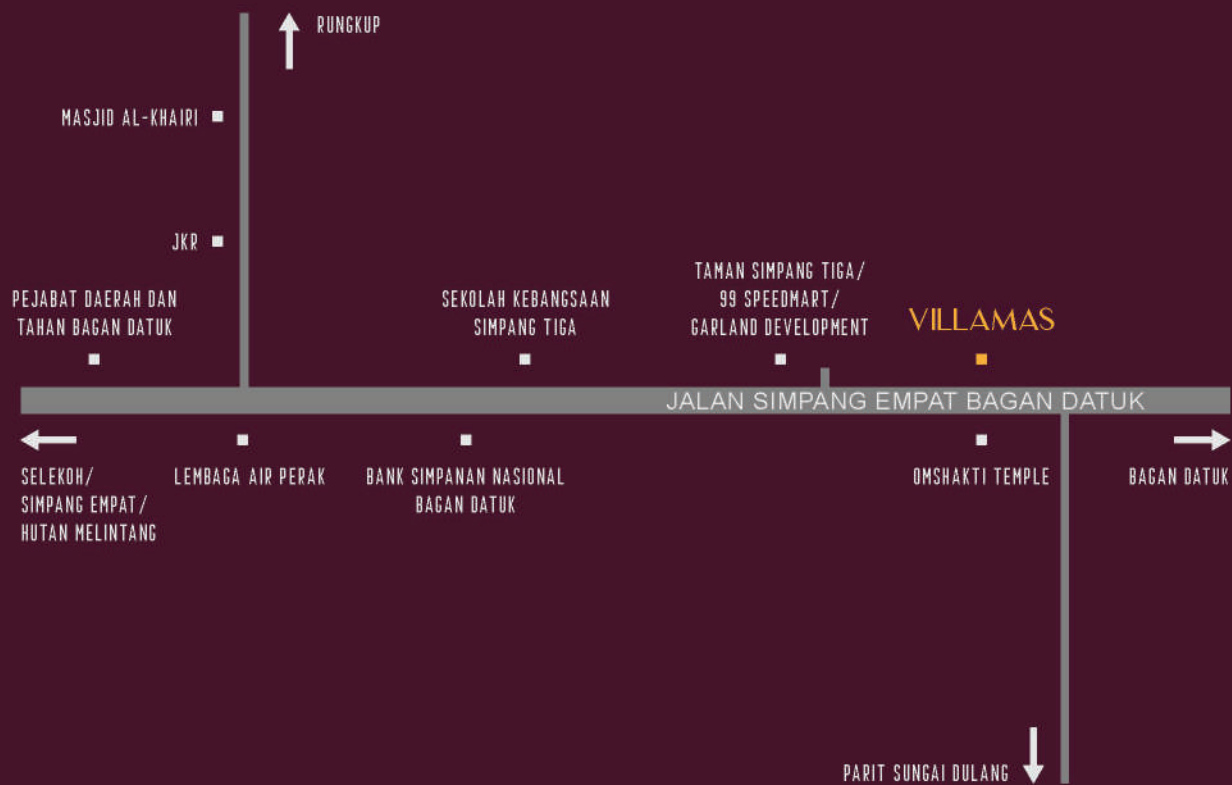 RUNGKUP
MASJID AL-KHAIRI
JKR
PEJABAT DAERAH DAN
TAHAN BAGAN DATUK
SEKOLAH KEBANGSAAN
SIMPANG TIGA
TAMAN SIMPANG TIGA/
99 SPEEDMART/
GARLAND DEVELOPMENT
VILLAMAS
JALAN SIMPANG EMPAT BAGAN DATUK
SELEKOH/
SIMPANG EMPAT/
HUTAN MELINTANG
LEMBAGA AIR PERAK
BANK SIMPANAN NASIONAL
BAGAN DATUK
OMSHAKTI TEMPLE
BAGAN DATUK
PARIT SUNGAI DULANG